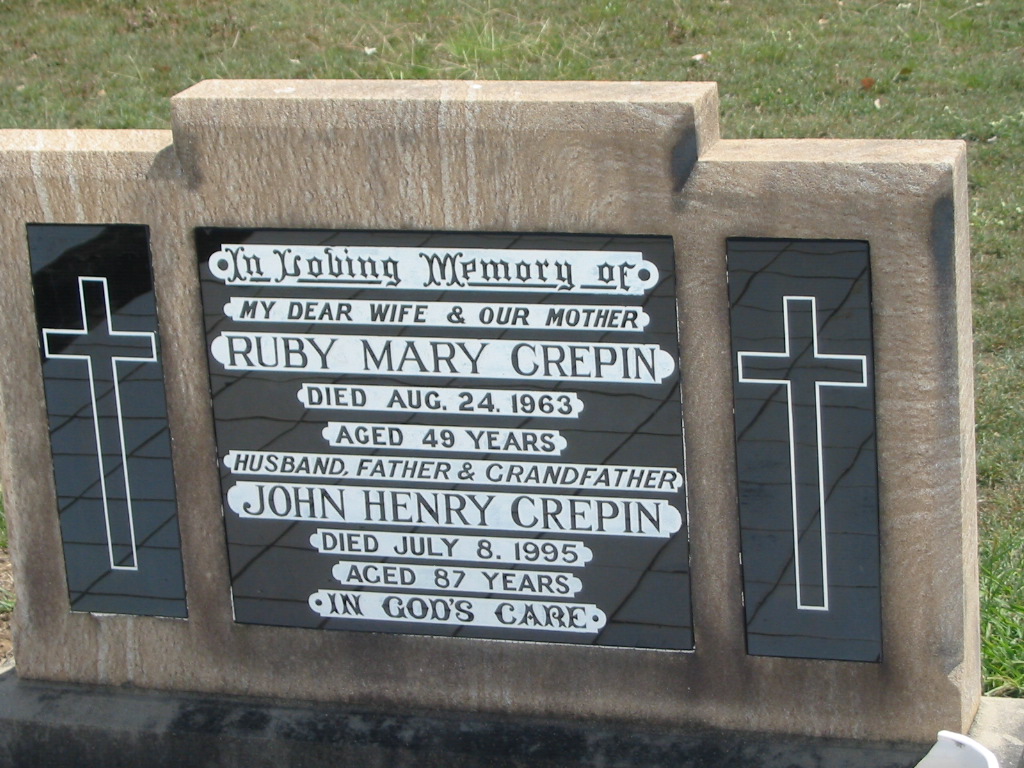 In Loving Memory of
MY DEAR WIFE & OUR MOTHER
RUBY MARY CREPIN
DIED AUG. 24. 1963
AGED 49 YEARS
HUSBAND, FATHER & GRANDFATHER
JOHN HENRY CREPIN
DIED JULY 8. 1995
AGED 87 YEARS
IN GOD'S CARE